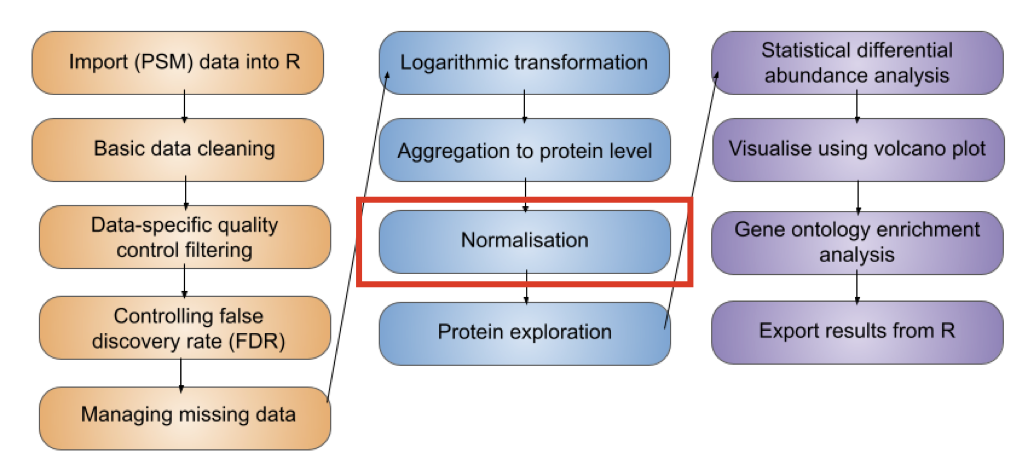 Import (PSM) data into R
Basic data cleaning
Data-specific quality
control filtering
Controlling false
discovery rate (FDR)
Managing missing data
Logarithmic transformation
Aggregation to protein level
Normalisation
Protein exploration
Statistical differential
abundance analysis
Visualise using volcano plot
Gene ontology enrichment
analysis
Export results from R